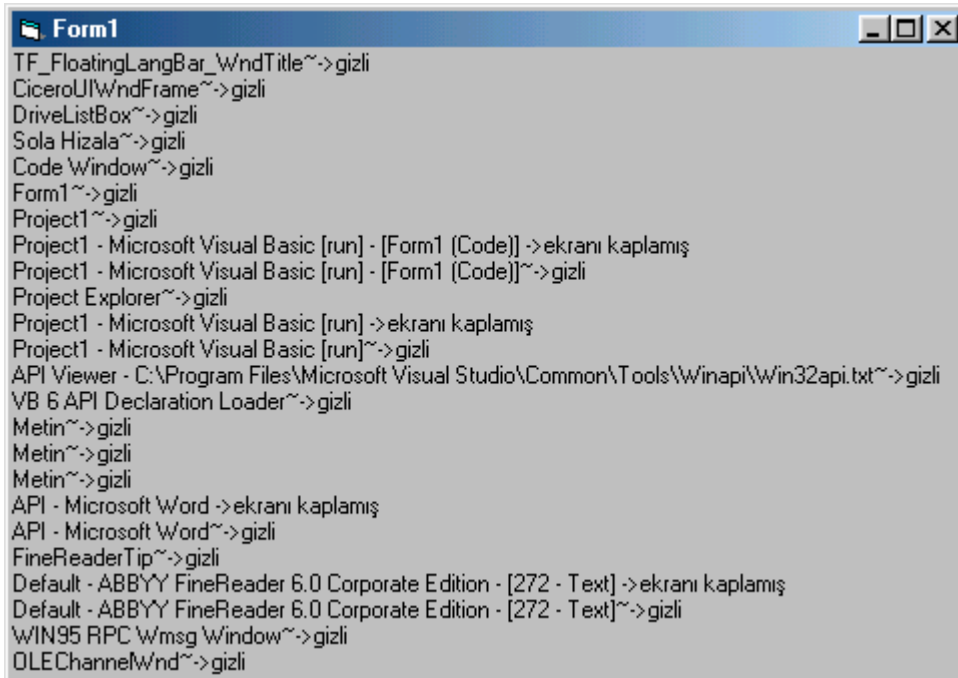 Form1
TF_FloatingLangBar_WndTitle~->gizli
CiceroUIWndFrame~->gizli
DriveListBox~->gizli
Sola Hizala~->gizli
Code Window~->gizli
Form1~->gizli
Project1~->gizli
Project1 - Microsoft Visual Basic [run] - [Form1 (Code)] ->ekranı kaplamış
Project1 - Microsoft Visual Basic [run] - [Form1 (Code)]~->gizli
Project Explorer~->gizli
Project1 - Microsoft Visual Basic [run] ->ekranı kaplamış
Project1 - Microsoft Visual Basic [run]~->gizli
API Viewer - C:\Program Files\Microsoft Visual Studio\Common\Tools\Winapi\Win32api.txt~->gizli
VB 6 API Declaration Loader~->gizli
Metin~->gizli
Metin~->gizli
Metin~->gizli
API - Microsoft Word ->ekranı kaplamış
API - Microsoft Word~->gizli
FineReaderTip~->gizli
Default - ABBYY FineReader 6.0 Corporate Edition - [272 - Text] ->ekranı kaplamış
Default - ABBYY FineReader 6.0 Corporate Edition - [272 - Text]~->gizli
WIN95 RPC Wmsg Window~->gizli
OLEChannelWnd~->gizli